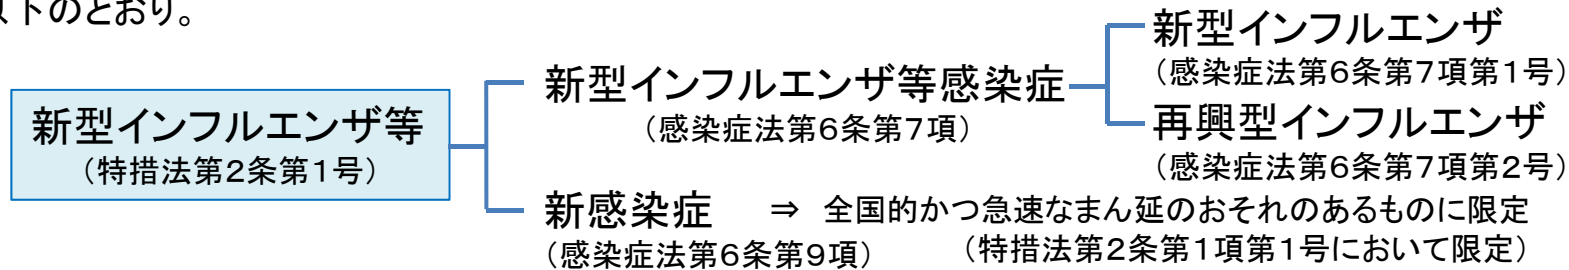 以下のとおり。
新型インフルエンザ等
（特措法第２条第１号）
新型インフルエンザ等感染症
（感染症法第６条第７項）
新型インフルエンザ
（感染症法第６条第７項第１号）
再興型インフルエンザ
（感染症法第６条第７項第２号）
新感染症 ⇒ 全国的かつ急速なまん延のおそれのあるものに限定
（感染症法第６条第９項） （特措法第２条第１項第１号において限定）